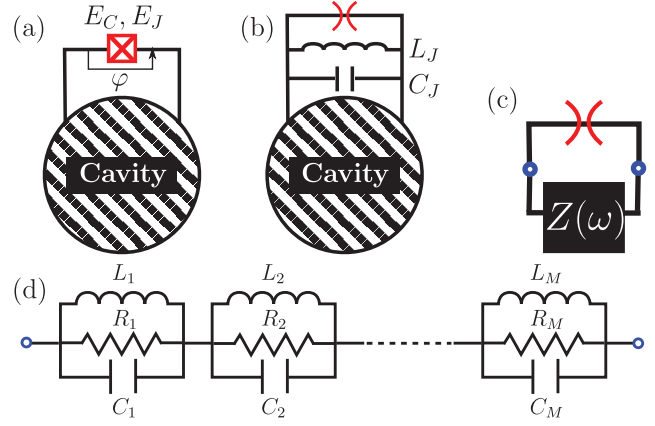 (a)
E_C, E_J
φ
Cavity
(b)
L_J
C_J
Cavity
(c)
Z(ω)
(d)
L_1
R_1
C_1
L_2
R_2
C_2
L_M
R_M
C_M